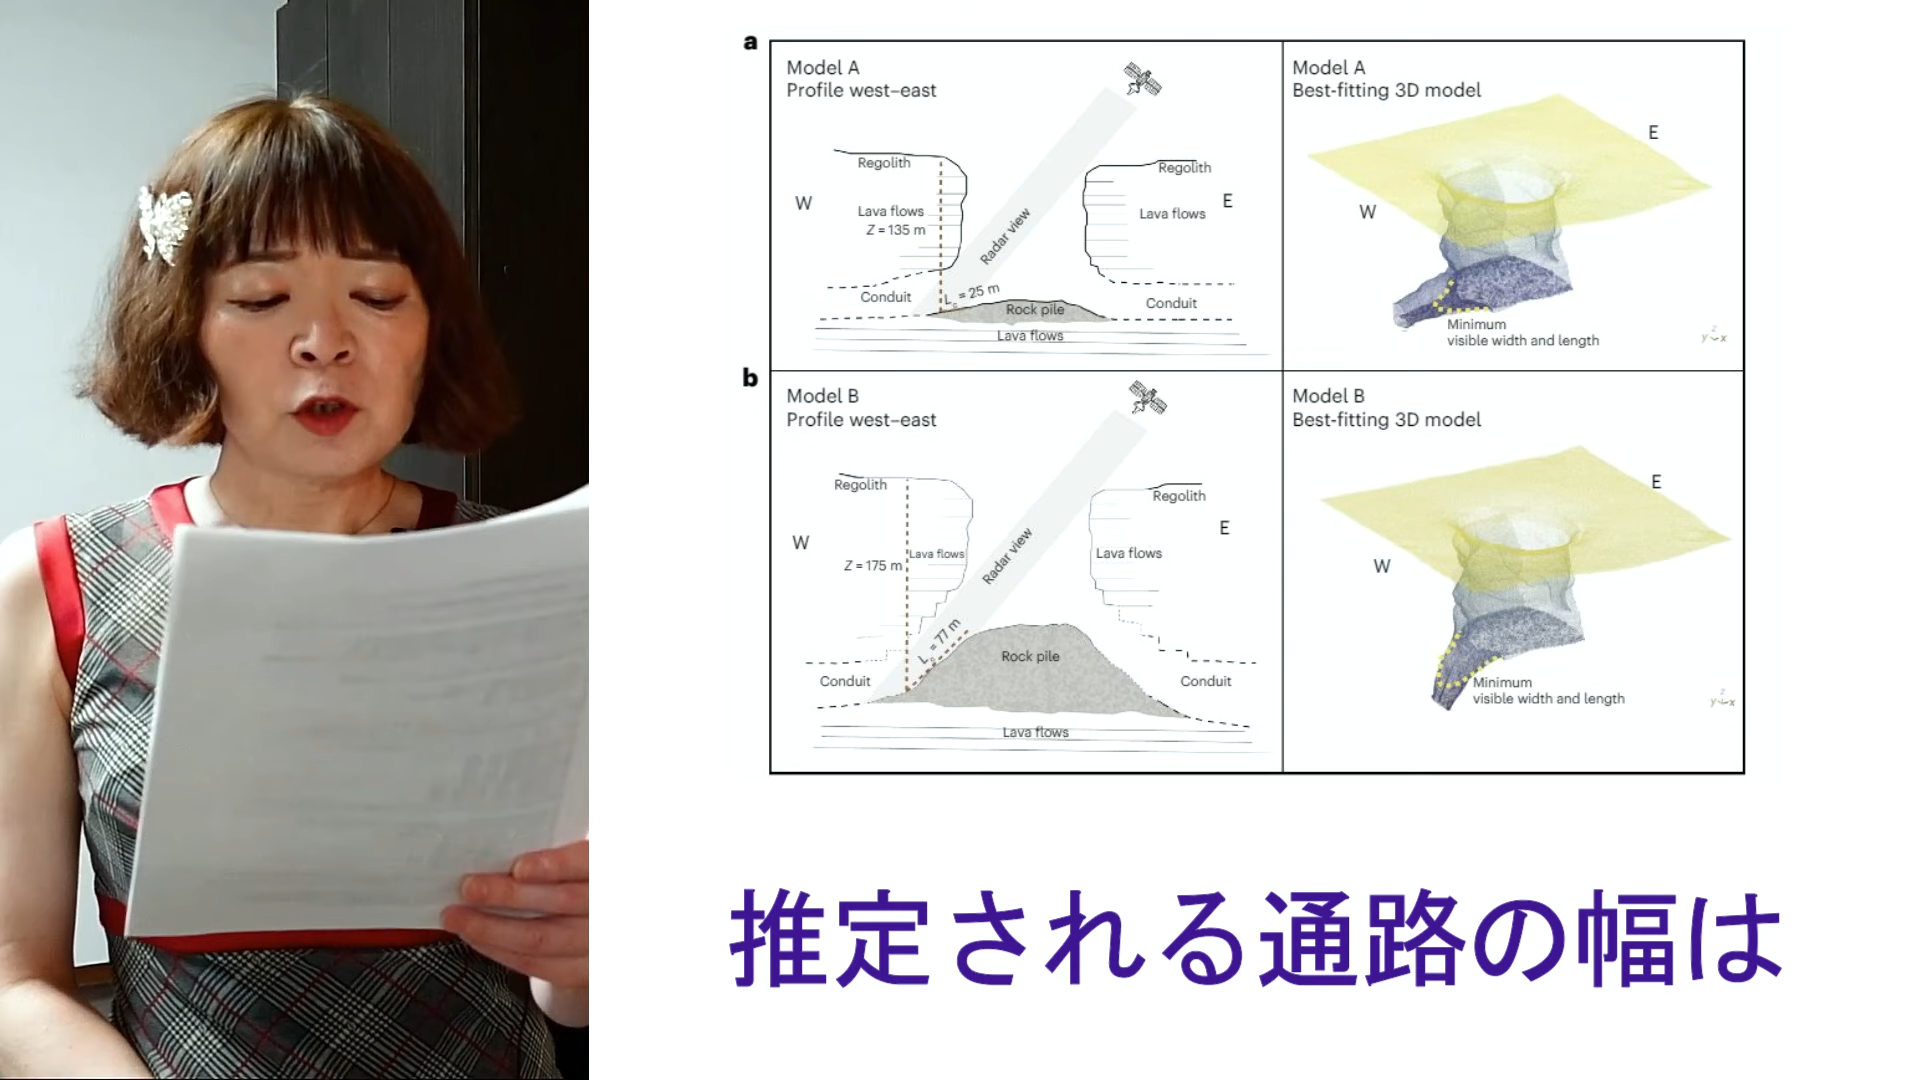 a
Model A
Profile west–east
Regolith
W
Lava flows
Z = 135 m
Radar view
Regolith
E
Lava flows
Conduit
L = 25 m
Rock pile
Conduit
Lava flows
Model A
Best-fitting 3D model
E
W
Minimum
visible width and length
z
y x
b
Model B
Profile west–east
Regolith
W
Lava flows
Z = 175 m
Radar view
Regolith
E
Lava flows
L = 77 m
Rock pile
Conduit
Conduit
Lava flows
Model B
Best-fitting 3D model
E
W
Minimum
visible width and length
z
y x
推定される通路の幅は